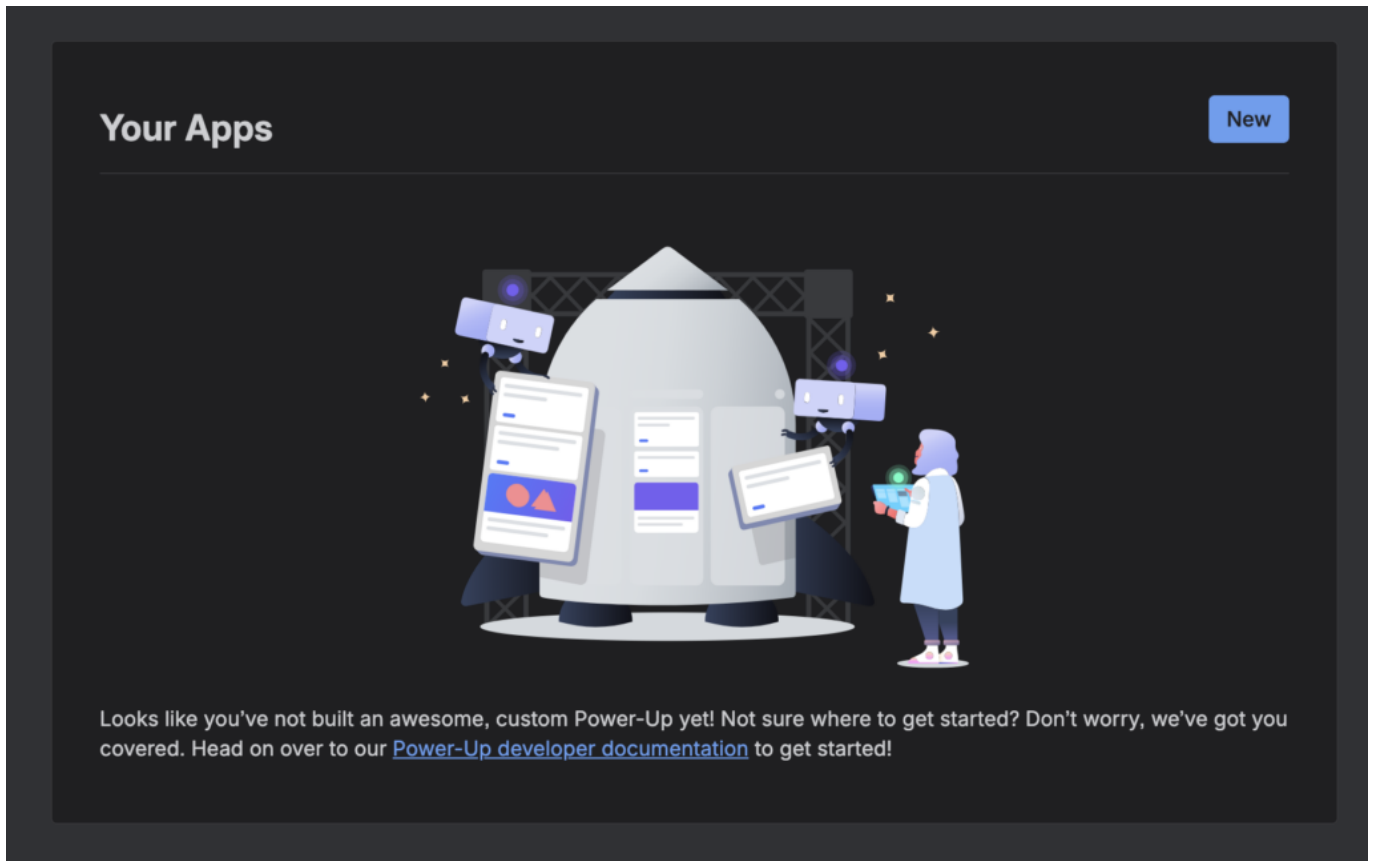 Your Apps
New
Looks like you’ve not built an awesome, custom Power-Up yet! Not sure where to get started? Don’t worry, we’ve got you
covered. Head on over to our Power-Up developer documentation to get started!